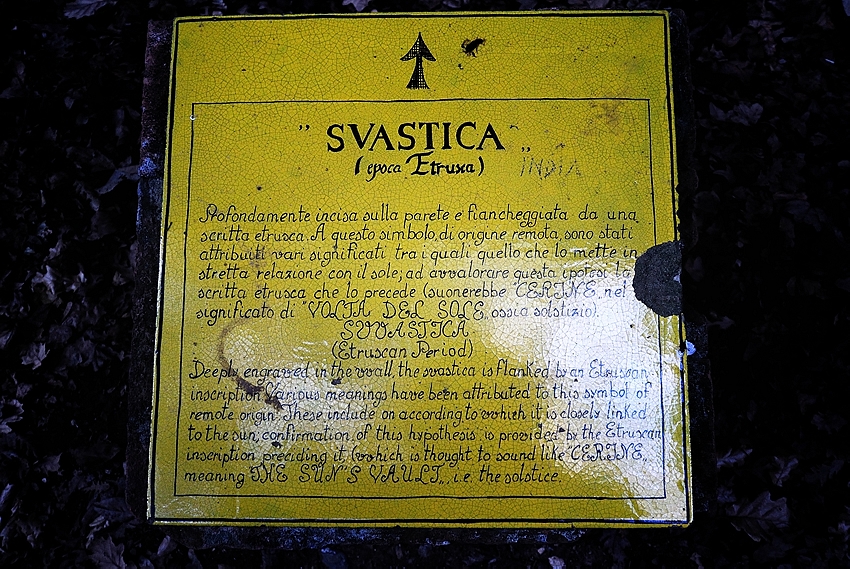 " SVASTICA "
(epoca Etrusca) INDIA
Profondamente incisa sulla parete e fiancheggiata da una
scritta etrusca. A questo simbolo, di origine remota, sono stati
attribuiti vari significati tra i quali quello che lo mette in
stretta relazione con il sole; ad avvalorare questa ipotesi la
scritta etrusca che lo precede (suonerebbe "CERINE„ nel
significato di "VOLTA DEL SOLE„ ossia solstizio).
SVVASTICA
(Etruscan Period)
Deeply engraved in the wall, the svastica is flanked by an Etruscan
inscription. Various meanings have been attributed to this symbol of
remote origin. These include on according to which it is closely linked
to the sun; confirmation of this hypothesis is provided by the Etruscan
inscription preciding it (which is thought to sound like "CERINE„
meaning "THE SUN"S VAULT„, i.e. the solstice.